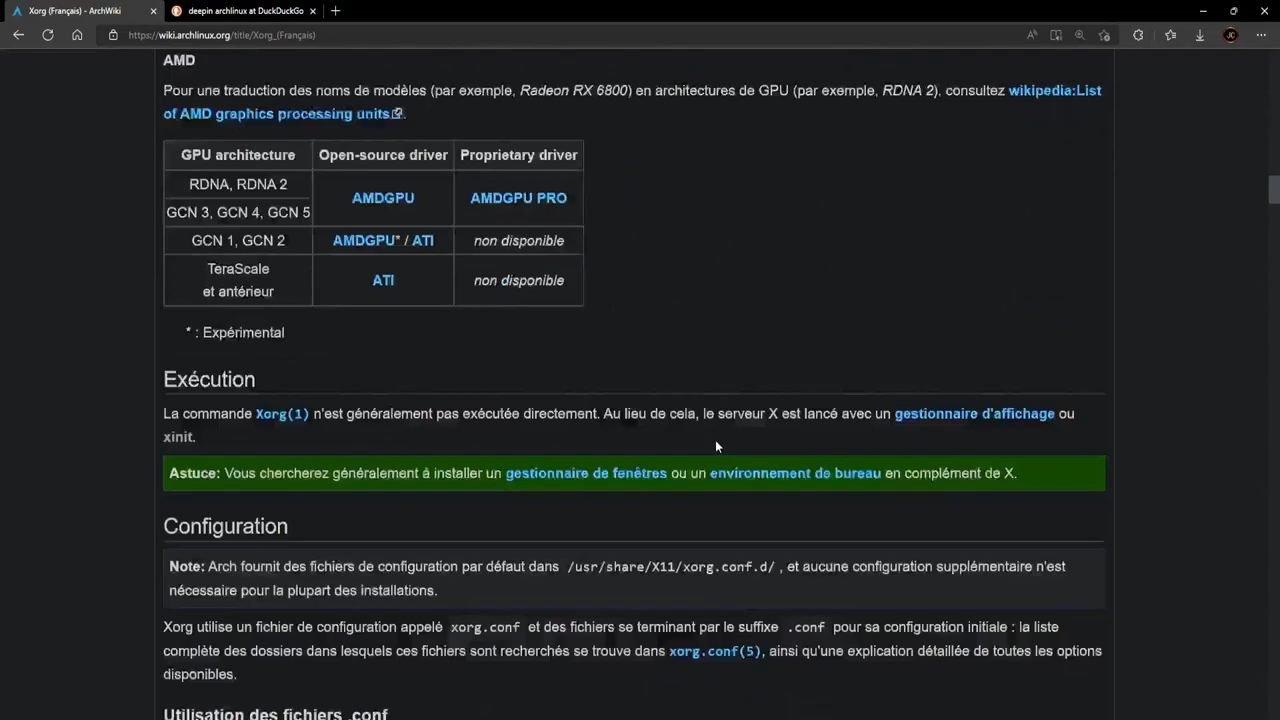 Xorg (Français) - ArchWiki
deepin archlinux at DuckDuckGo
https://wiki.archlinux.org/title/Xorg_(Français)
JC
AMD
Pour une traduction des noms de modèles (par exemple, Radeon RX 6800) en architectures de GPU (par exemple, RDNA 2), consultez wikipedia:List
of AMD graphics processing units.
GPU architecture Open-source driver Proprietary driver
RDNA, RDNA 2
AMDGPU AMDGPU PRO
GCN 3, GCN 4, GCN 5
GCN 1, GCN 2 AMDGPU* / ATI non disponible
TeraScale
et antérieur
ATI non disponible
* : Expérimental
Exécution
La commande Xorg(1) n'est généralement pas exécutée directement. Au lieu de cela, le serveur X est lancé avec un gestionnaire d'affichage ou
xinit.
Astuce: Vous chercherez généralement à installer un gestionnaire de fenêtres ou un environnement de bureau en complément de X.
Configuration
Note: Arch fournit des fichiers de configuration par défaut dans /usr/share/X11/xorg.conf.d/ , et aucune configuration supplémentaire n'est
nécessaire pour la plupart des installations.
Xorg utilise un fichier de configuration appelé xorg.conf et des fichiers se terminant par le suffixe .conf pour sa configuration initiale : la liste
complète des dossiers dans lesquels ces fichiers sont recherchés se trouve dans xorg.conf(5), ainsi qu'une explication détaillée de toutes les options
disponibles.
Utilisation des fichiers .conf